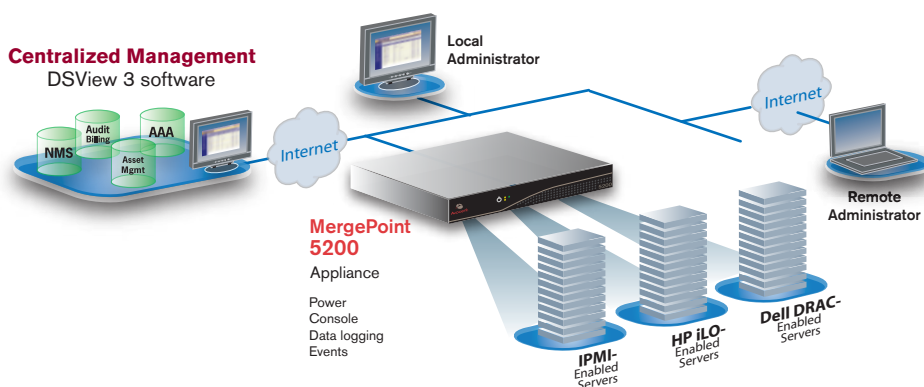 Centralized Management
DSView 3 software
NMS
Audit
Billing
AAA
Asset
Mgmt
Internet
Local
Administrator
Internet
Remote
Administrator
5200
MergePoint
5200
Appliance
Power
Console
Data logging
Events
IPMI-
Enabled
Servers
HP iLO-
Enabled
Servers
Dell DRAC-
Enabled
Servers